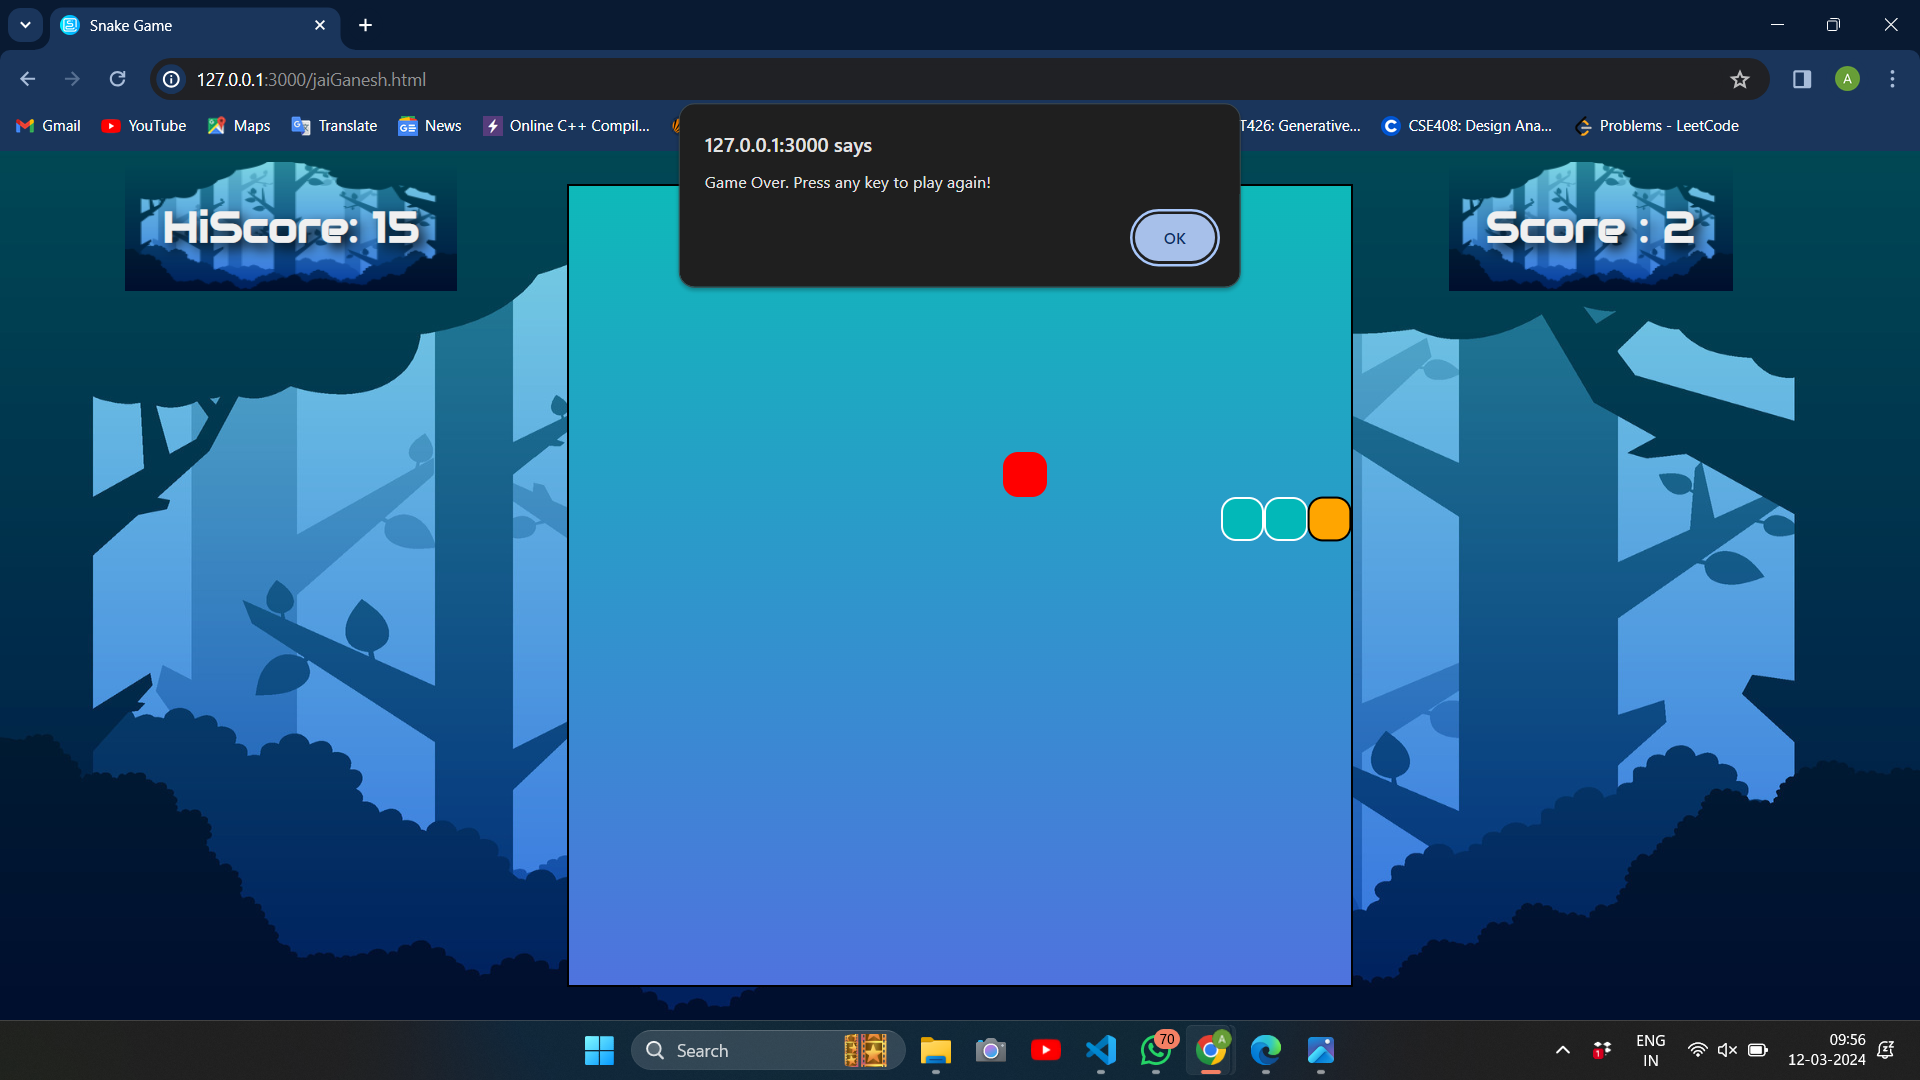 Snake Game
127.0.0.1:3000/jaiGanesh.html
A
Gmail
YouTube
Maps
Translate
News
Online C++ Compil...
T426: Generative...
CSE408: Design Ana...
Problems - LeetCode
127.0.0.1:3000 says
Game Over. Press any key to play again!
OK
HiScore: 15
Score : 2
Search
70
A
1
ENG
IN
09:56
12-03-2024